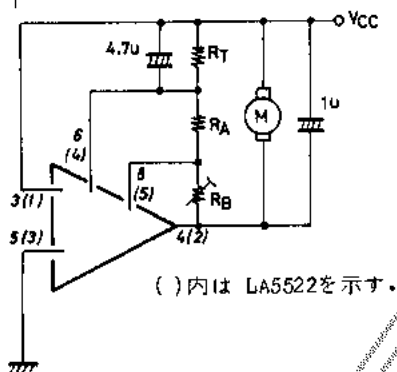 VCC
4.7u
RT
6
(4)
RA
M
1u
8
(5)
3(1)
RB
5(3)
4(2)
( )内は LA5522を示す.